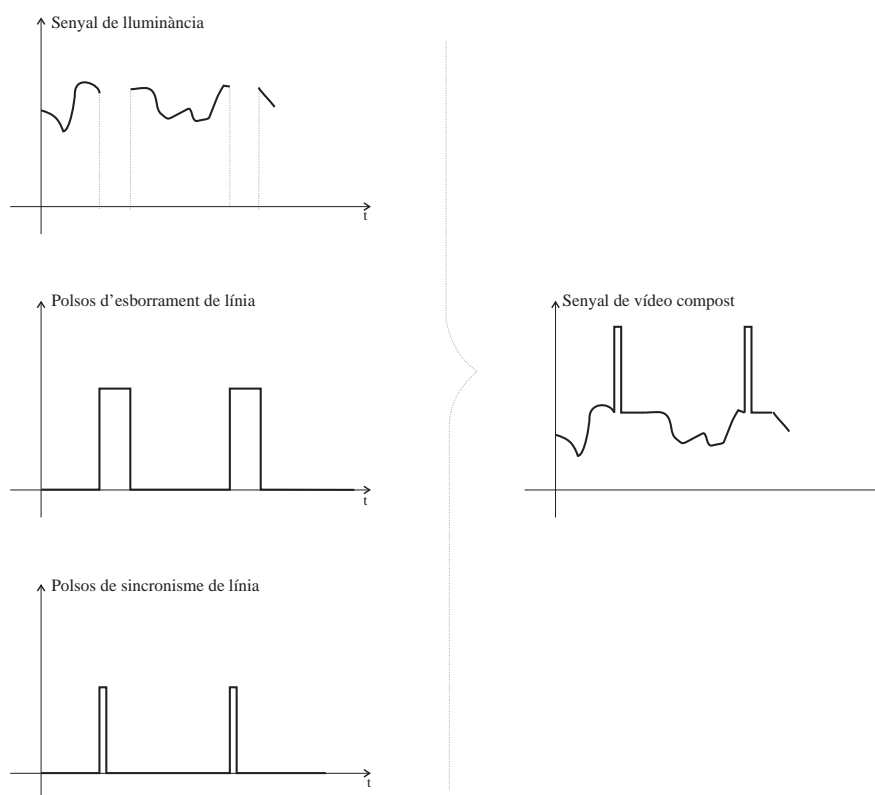 Senyal de lluminància
t
Polsos d’esborrament de línia
t
Senyal de vídeo compost
Polsos de sincronisme de línia
t